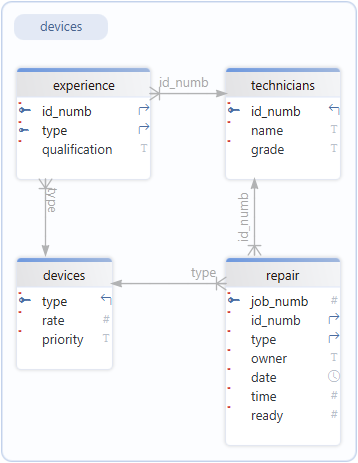 devices
experience
id_numb
type
qualification
T
id_numb
technicians
id_numb
name T
grade T
type
id_numb
devices
type
rate #
priority T
type
repair
job_numb #
id_numb
type
owner T
date
time #
ready #